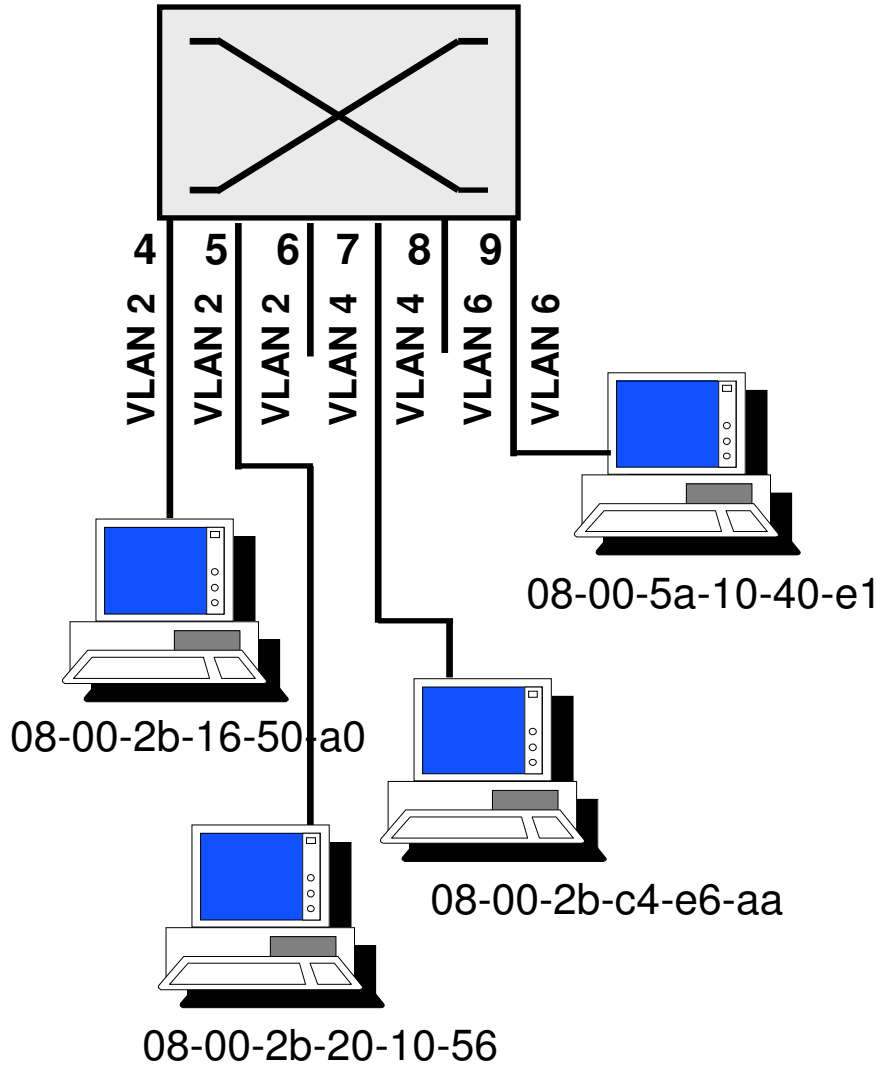 4 5 6 7 8 9
VLAN 2
VLAN 2
VLAN 2
VLAN 4
VLAN 4
VLAN 6
VLAN 6
08-00-5a-10-40-e1
08-00-2b-16-50-a0
08-00-2b-c4-e6-aa
08-00-2b-20-10-56